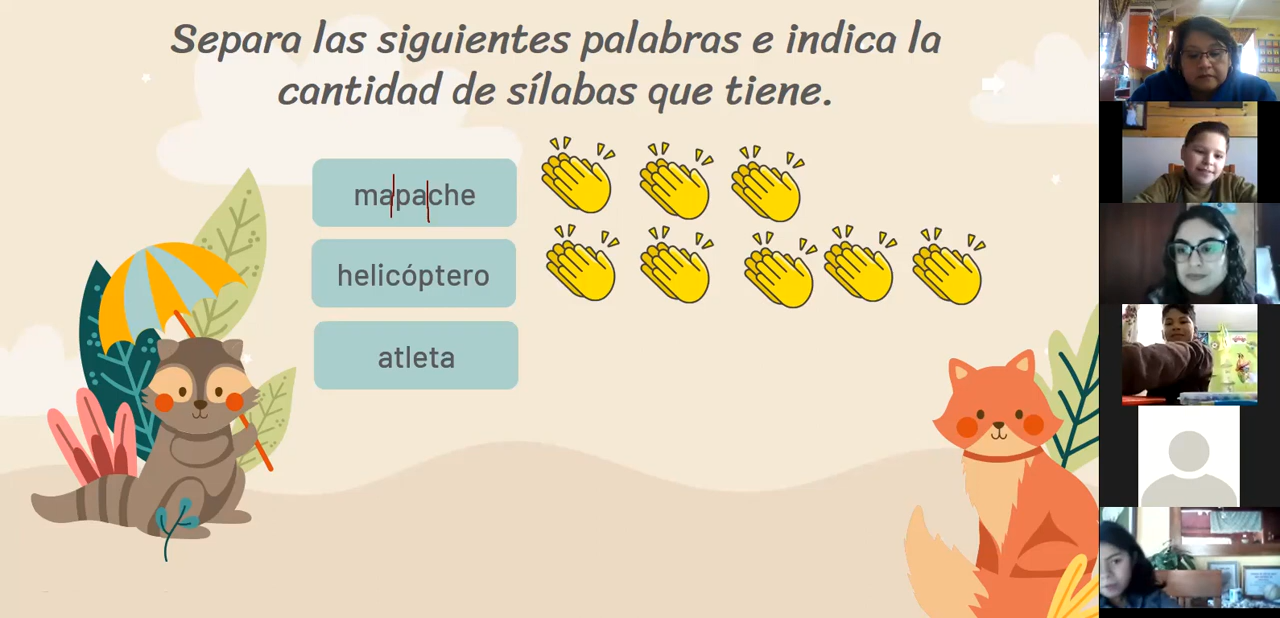 Separa las siguientes palabras e indica la
cantidad de sílabas que tiene.
mapache
helicóptero
atleta